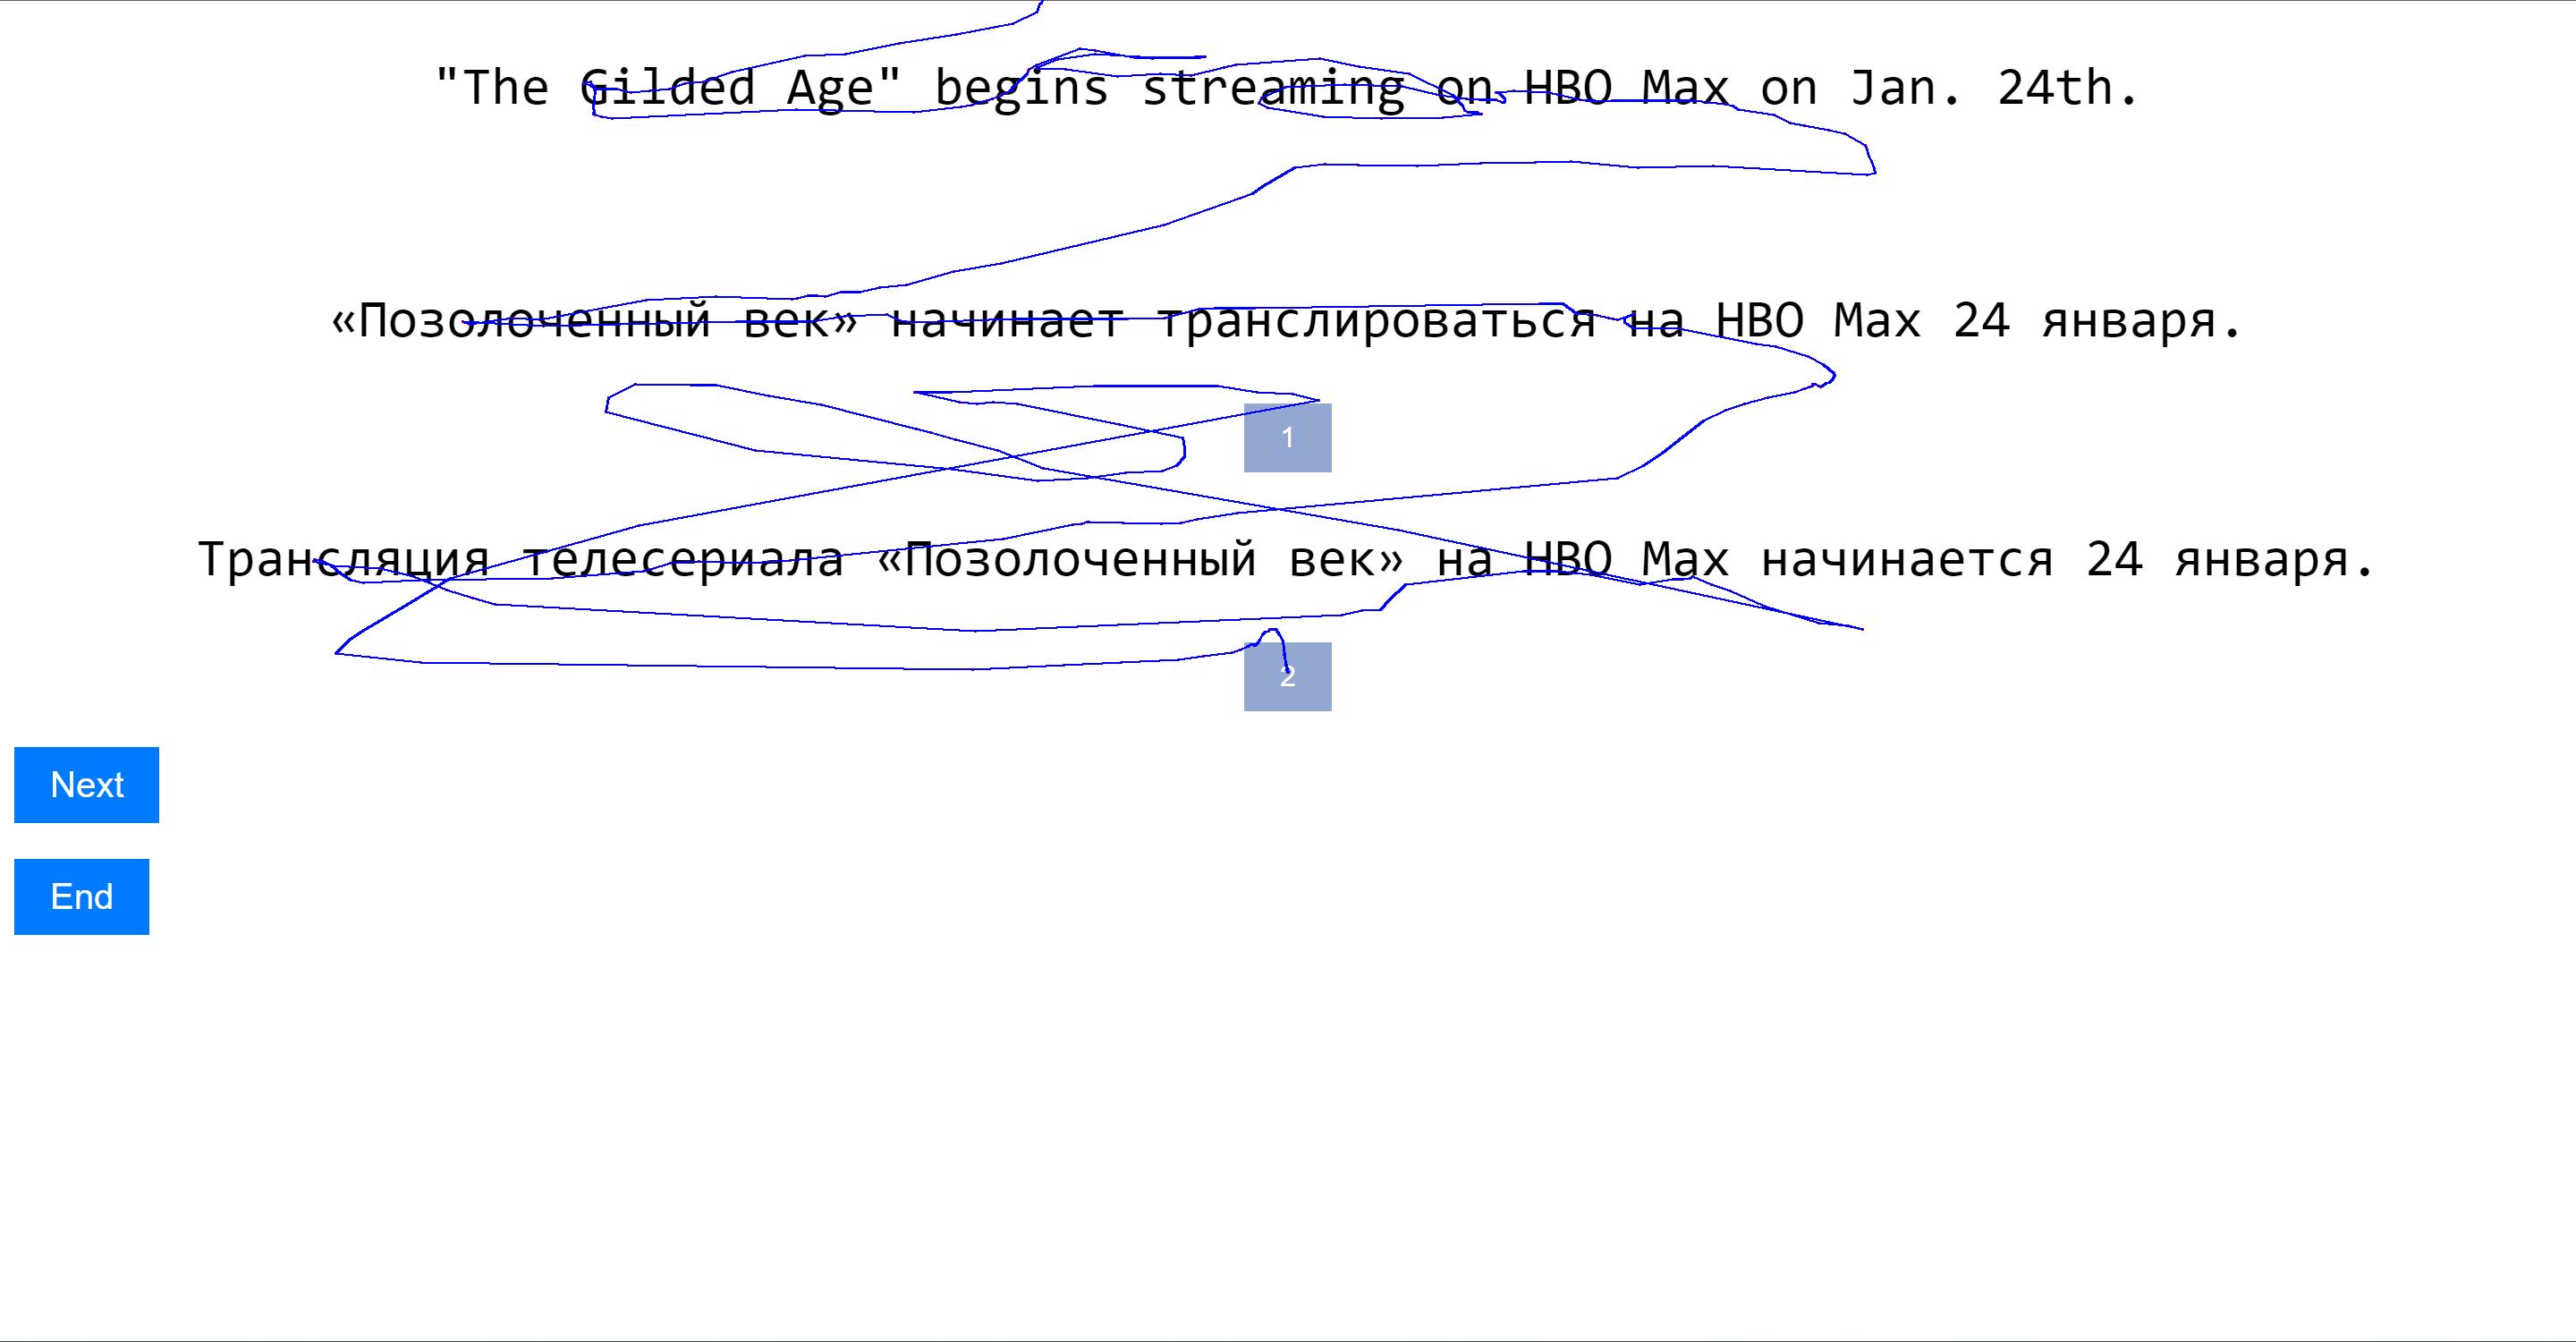 "The Gilded Age" begins streaming on HBO Max on Jan. 24th.
«Позолоченный век» начинает транслироваться на HBO Max 24 января.
1
Трансляция телесериала «Позолоченный век» на HBO Max начинается 24 января.
2
Next
End